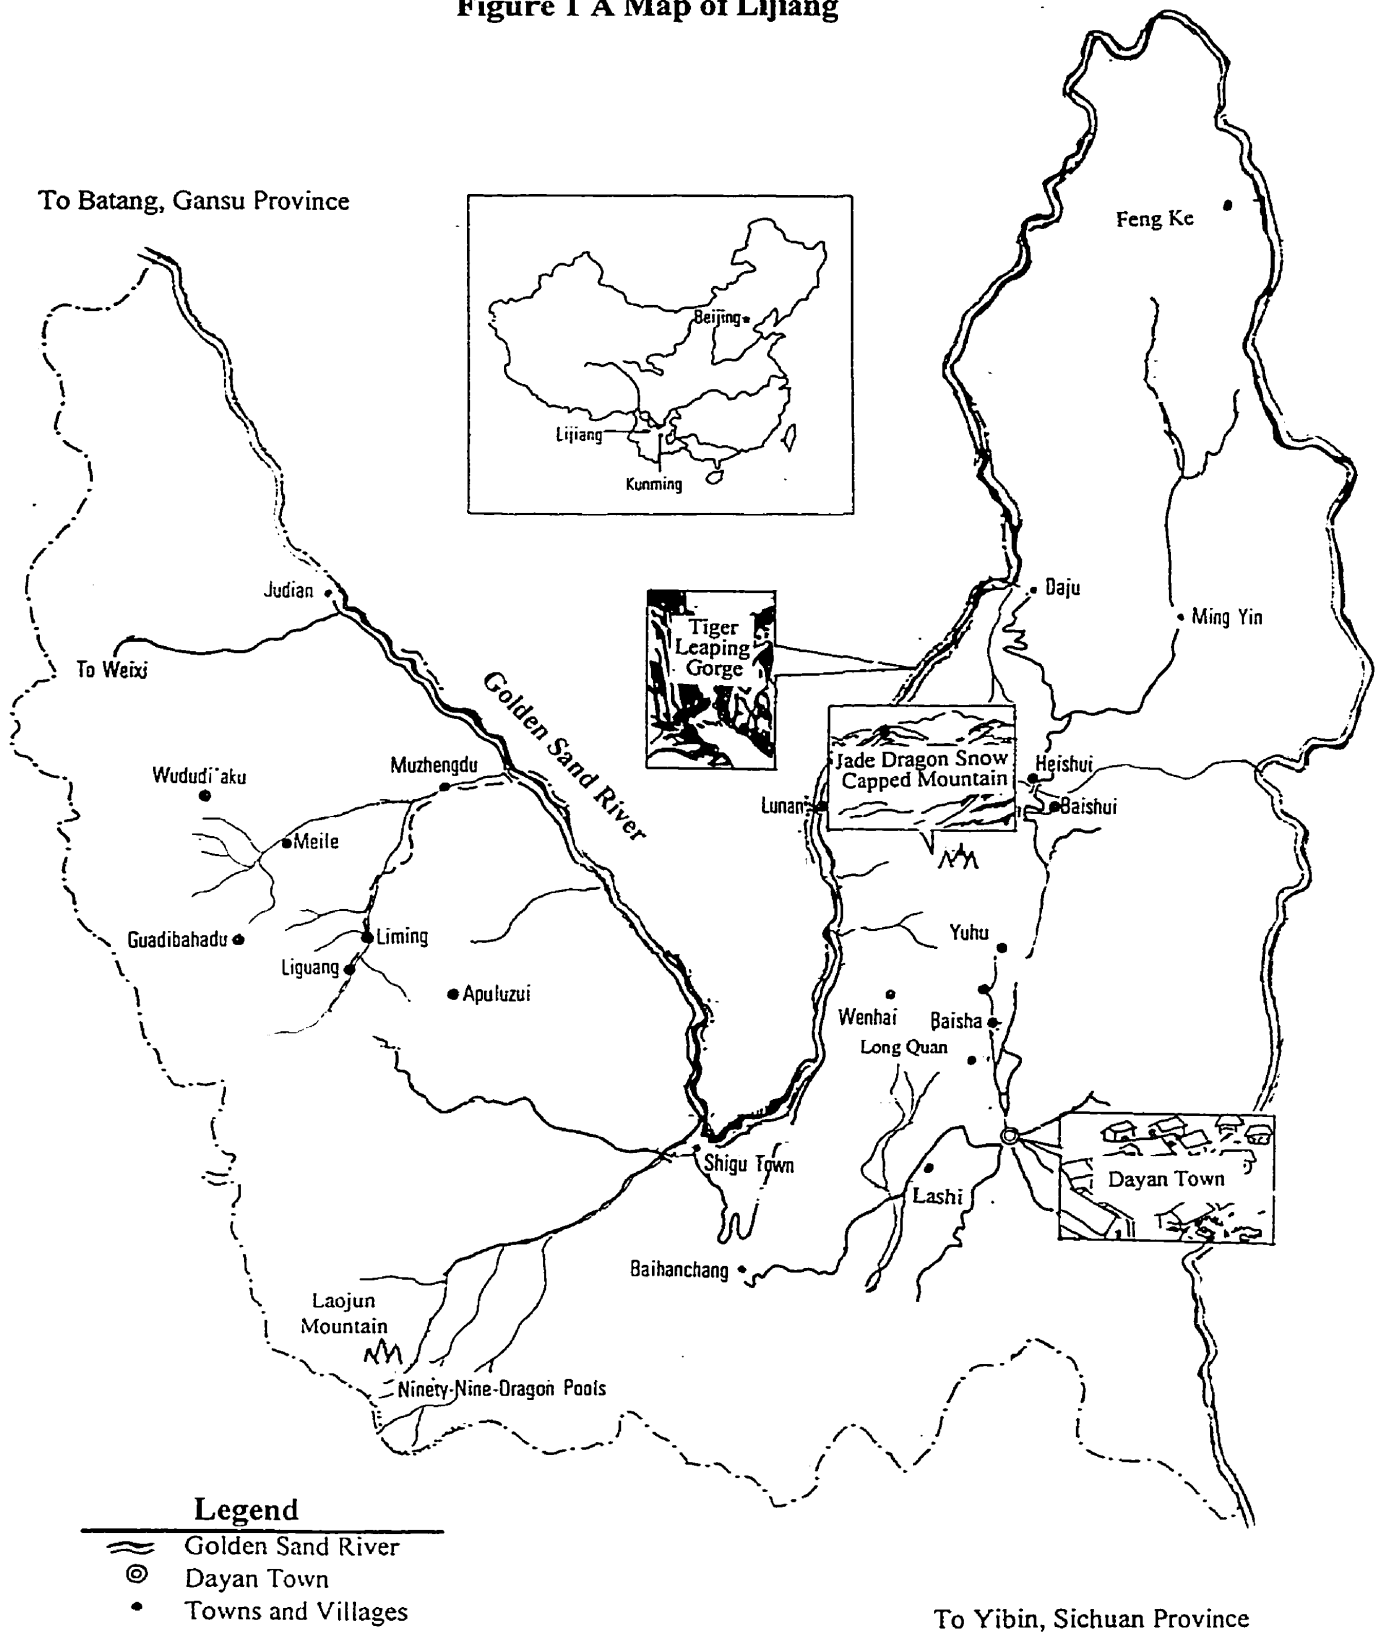 Figure 1 A Map of Lijiang
To Batang, Gansu Province
Feng Ke
Beijing
Lijiang
Kunming
Judian
Daju
Ming Yin
To Weixi
Tiger
Leaping
Gorge
Golden Sand River
Jade Dragon Snow
Capped Mountain
Heishui
Muzhengdu
Wududi`aku
Lunan
Baishui
Meile
Guadibahadu
Liming
Yuhu
Liguang
Apuluzui
Wenhai
Baisha
Long Quan
Shigu Town
Lashi
Dayan Town
Baihanchang
Laojun
Mountain
Ninety-Nine-Dragon Pools
Legend
Golden Sand River
Dayan Town
Towns and Villages
To Yibin, Sichuan Province